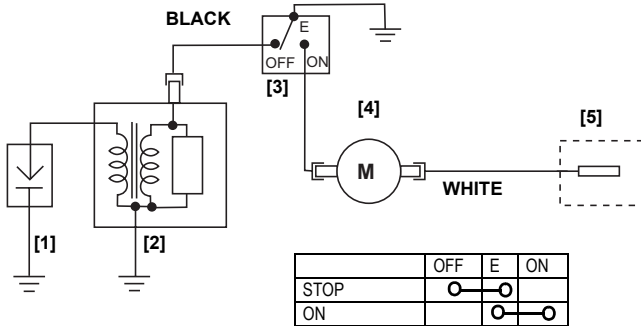 BLACK
E
OFF ON
[3]
[4]
[5]
M
WHITE
[1]
[2]
OFF E ON
STOP
ON